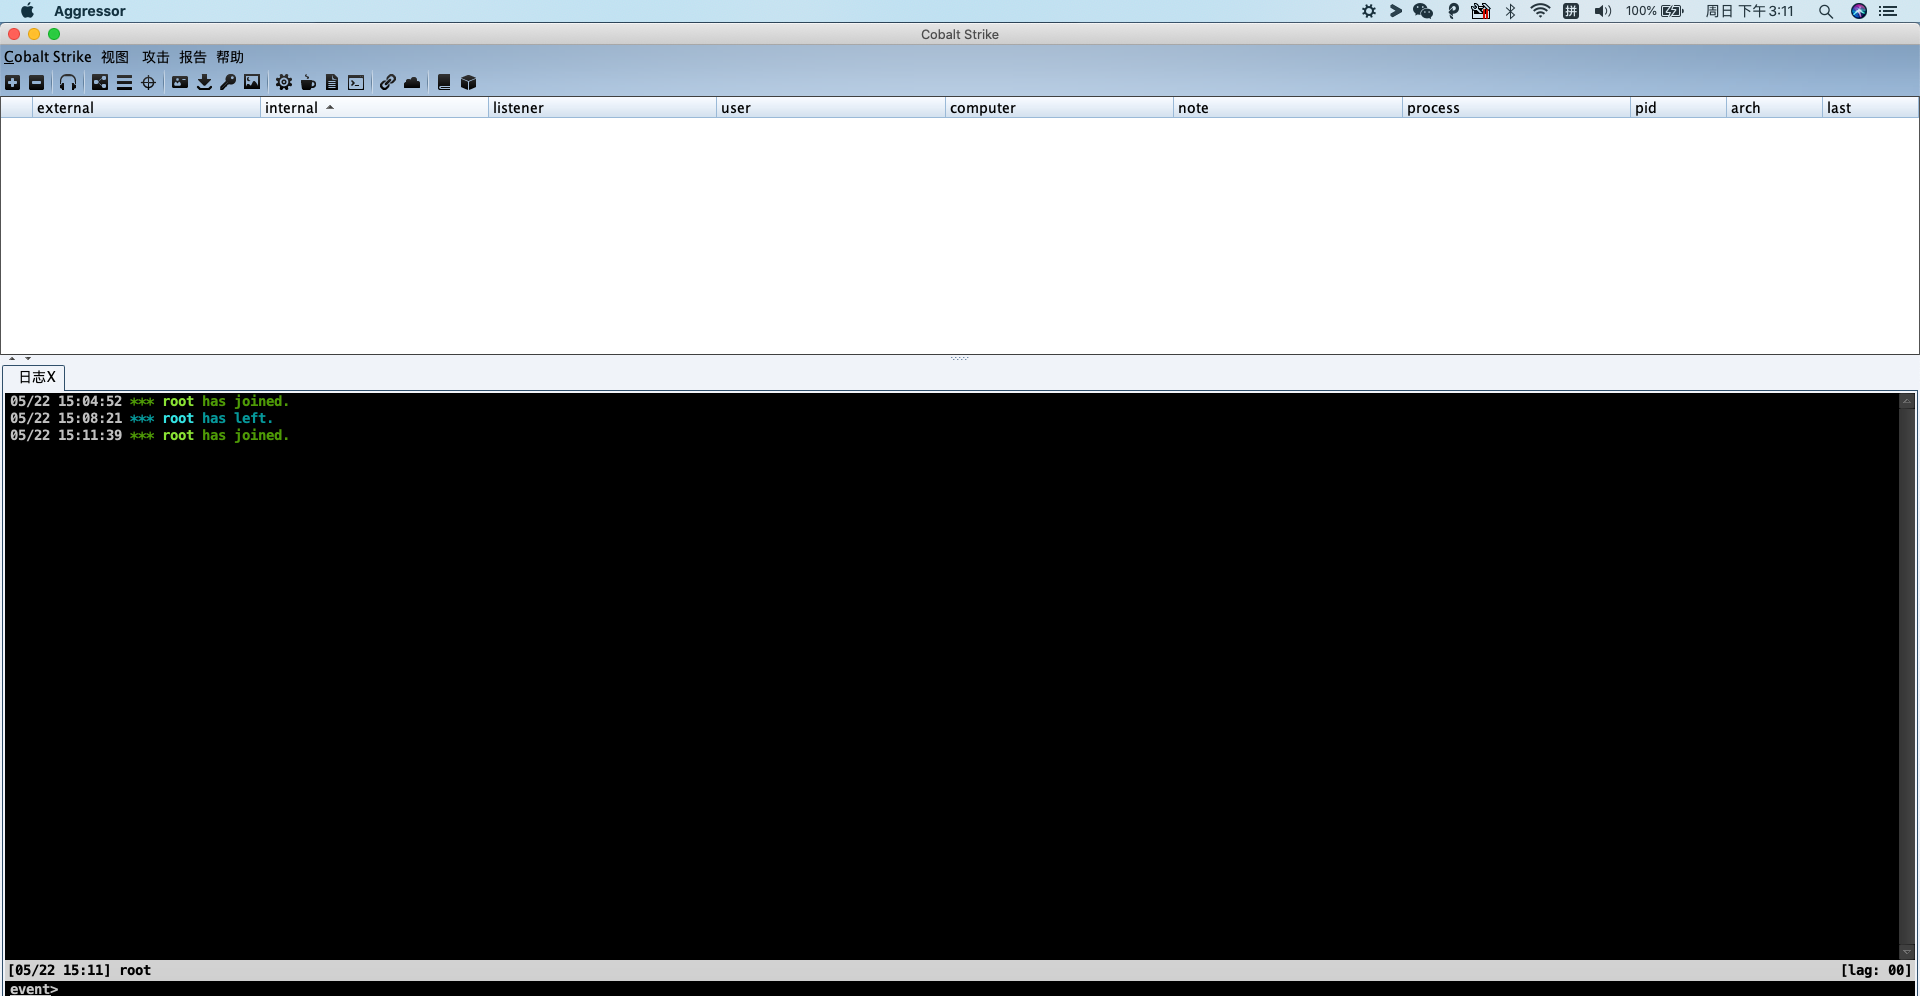 Aggressor 100% 周日 下午3:11
Cobalt Strike
Cobalt Strike 视图 攻击 报告 帮助
external internal listener user computer note process pid arch last
日志X
05/22 15:04:52 *** root has joined.
05/22 15:08:21 *** root has left.
05/22 15:11:39 *** root has joined.
[05/22 15:11] root [lag: 00]
event>